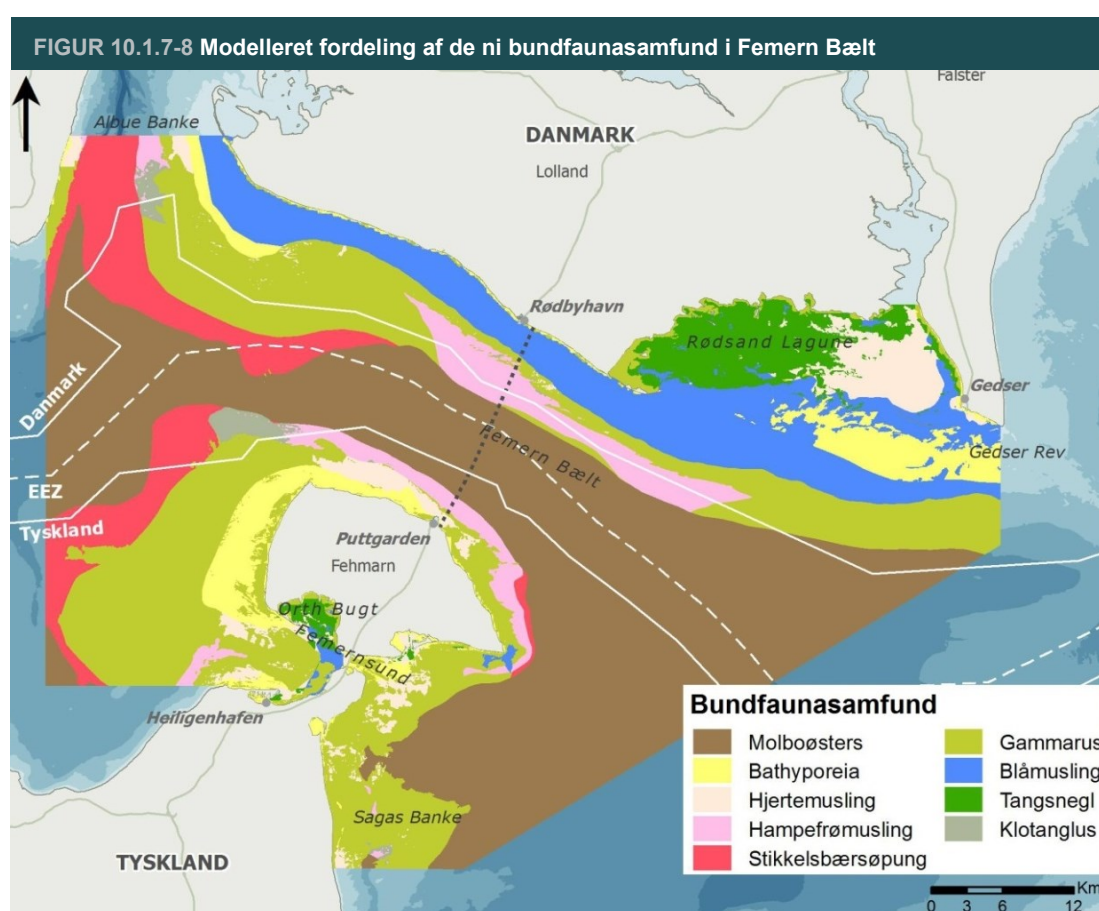 FIGUR 10.1.7-8 Modelleret fordeling af de ni bundfaunasamfund i Femern Bælt
Falster
Albue Banke
DANMARK
Lolland
Rødbyhavn
Rødsand Lagune
Gedser
Danmark
Femern Bælt
Gedser Rev
EEZ
Tyskland
Puttgarden
Fehmarn
Orth Bugt
Femernsund
Heiligenhafen
Sagas Banke
TYSKLAND
Bundfaunasamfund
Molboøsters
Bathyporeia
Hjertemusling
Hampefrømusling
Stikkelsbærsøpung
Gammarus
Blåmusling
Tangsnegl
Klotanglus
Km
0 3 6 12